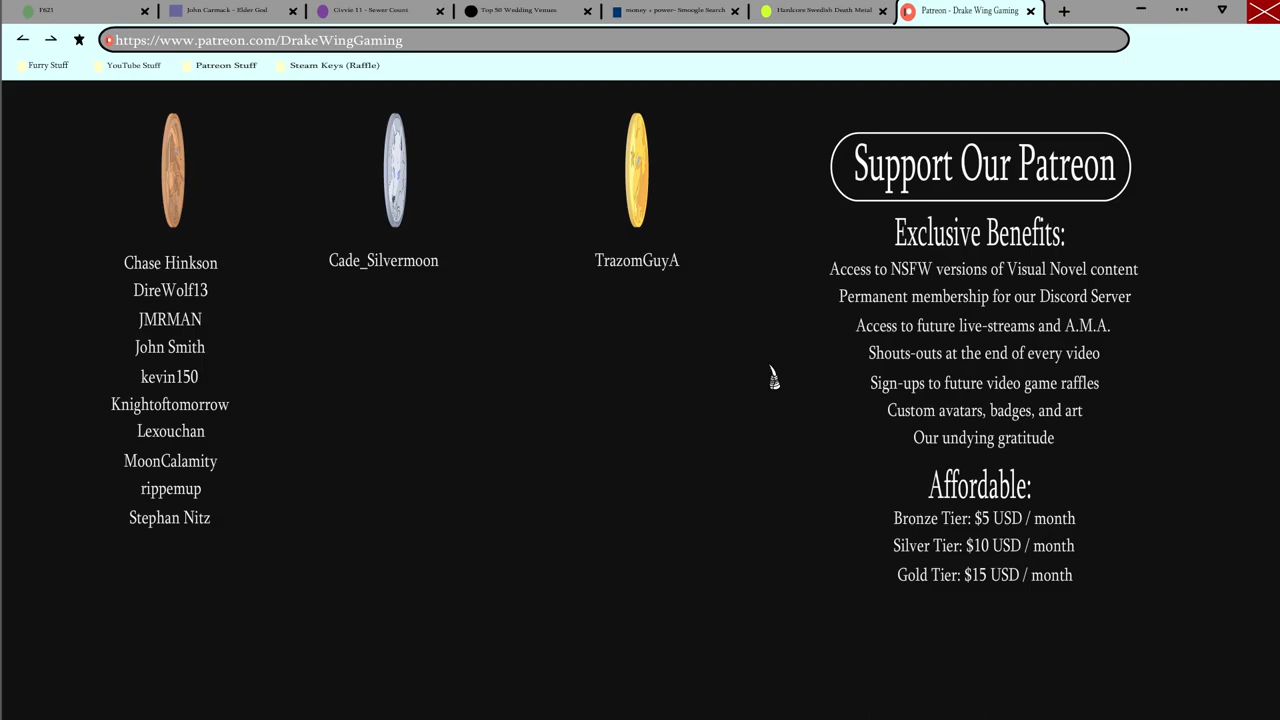 F621
John Carmack - Elder God
Civvie 11 - Sewer Count
Top 50 Wedding Venues
money + power- Smoogle Search
Hardcore Swedish Death Metal
Patreon - Drake Wing Gaming
https://www.patreon.com/DrakeWingGaming
Furry Stuff
YouTube Stuff
Patreon Stuff
Steam Keys (Raffle)
Chase Hinkson
DireWolf13
JMRMAN
John Smith
kevin150
Knightoftomorrow
Lexouchan
MoonCalamity
rippemup
Stephan Nitz
Cade_Silvermoon
TrazomGuyA
Support Our Patreon
Exclusive Benefits:
Access to NSFW versions of Visual Novel content
Permanent membership for our Discord Server
Access to future live-streams and A.M.A.
Shouts-outs at the end of every video
Sign-ups to future video game raffles
Custom avatars, badges, and art
Our undying gratitude
Affordable:
Bronze Tier: $5 USD / month
Silver Tier: $10 USD / month
Gold Tier: $15 USD / month